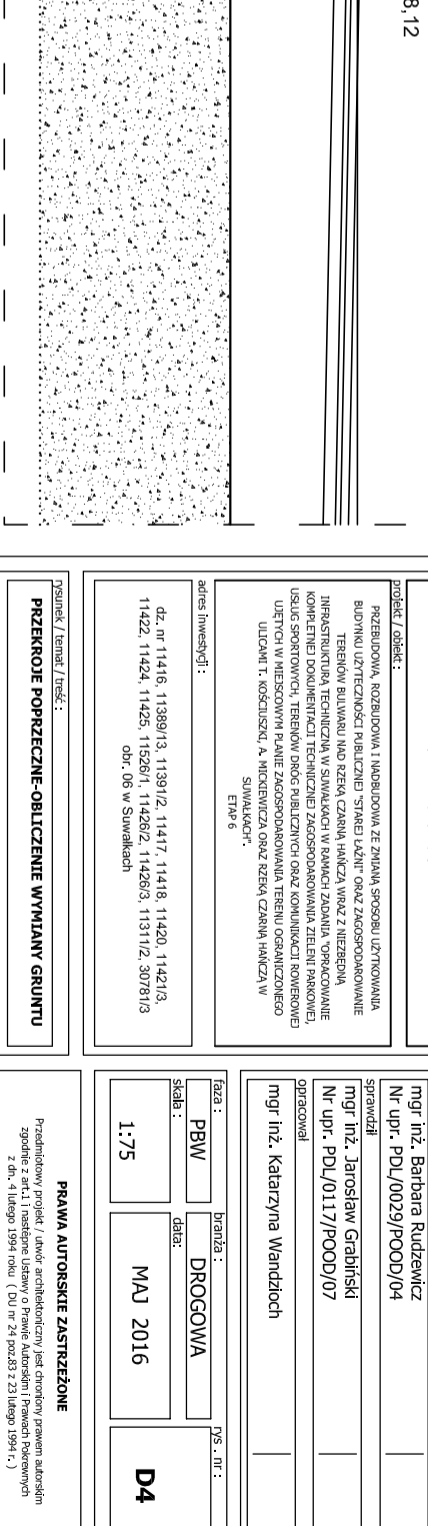 8,12
projekt / obiekt :
PRZEBUDOWA, ROZBUDOWA I NADBUDOWA ZE ZMIANĄ SPOSOBU UŻYTKOWANIA
BUDYNKU UŻYTECZNOŚCI PUBLICZNEJ "STAREJ ŁAŹNI" ORAZ ZAGOSPODAROWANIE
TERENÓW BULWARU NAD RZEKĄ CZARNĄ HAŃCZĄ WRAZ Z NIEZBĘDNĄ
INFRASTRUKTURĄ TECHNICZNĄ W SUWAŁKACH W RAMACH ZADANIA "OPRACOWANIE
KOMPLETNEJ DOKUMENTACJI TECHNICZNEJ ZAGOSPODAROWANIA ZIELENI PARKOWEJ,
USŁUG SPORTOWYCH, TERENÓW DRÓG PUBLICZNYCH ORAZ KOMUNIKACJI ROWEROWEJ
UJĘTYCH W MIEJSCOWYM PLANIE ZAGOSPODAROWANIA TERENU OGRANICZONEGO
ULICAMI T. KOŚCIUSZKI, A. MICKIEWICZA ORAZ RZEKĄ CZARNĄ HAŃCZĄ W
SUWAŁKACH".
ETAP 6
adres inwestycji :
dz. nr 11416, 11389/13, 11391/2, 11417, 11418, 11420, 11421/3,
11422, 11424, 11425, 11526/1, 11426/2, 11426/3, 11311/2, 30781/3
obr. 06 w Suwałkach
rysunek / temat / treść :
PRZEKROJE POPRZECZNE-OBLICZENIE WYMIANY GRUNTU
mgr inż. Barbara Rudzewicz
Nr upr. PDL/0029/POOD/04
sprawdził
mgr inż. Jarosław Grabiński
Nr upr. PDL/0117/POOD/07
opracował
mgr inż. Katarzyna Wandzioch
faza :
PBW
branża :
DROGOWA
rys . nr :
D4
skala :
1:75
data:
MAJ 2016
PRAWA AUTORSKIE ZASTRZEŻONE
Przedmiotowy projekt / utwór architektoniczny jest chroniony prawem autorskim
zgodnie z art.1 i następne Ustawy o Prawie Autorskim i Prawach Pokrewnych
z dn. 4 lutego 1994 roku ( DU nr 24 poz.83 z 23 lutego 1994 r. )